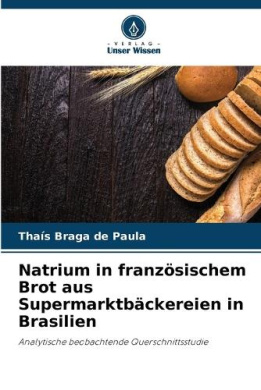 - VERLAG -
Unser Wissen
Thaís Braga de Paula
Natrium in französischem
Brot aus
Supermarktbäckereien in
Brasilien
Analytische beobachtende Querschnittsstudie